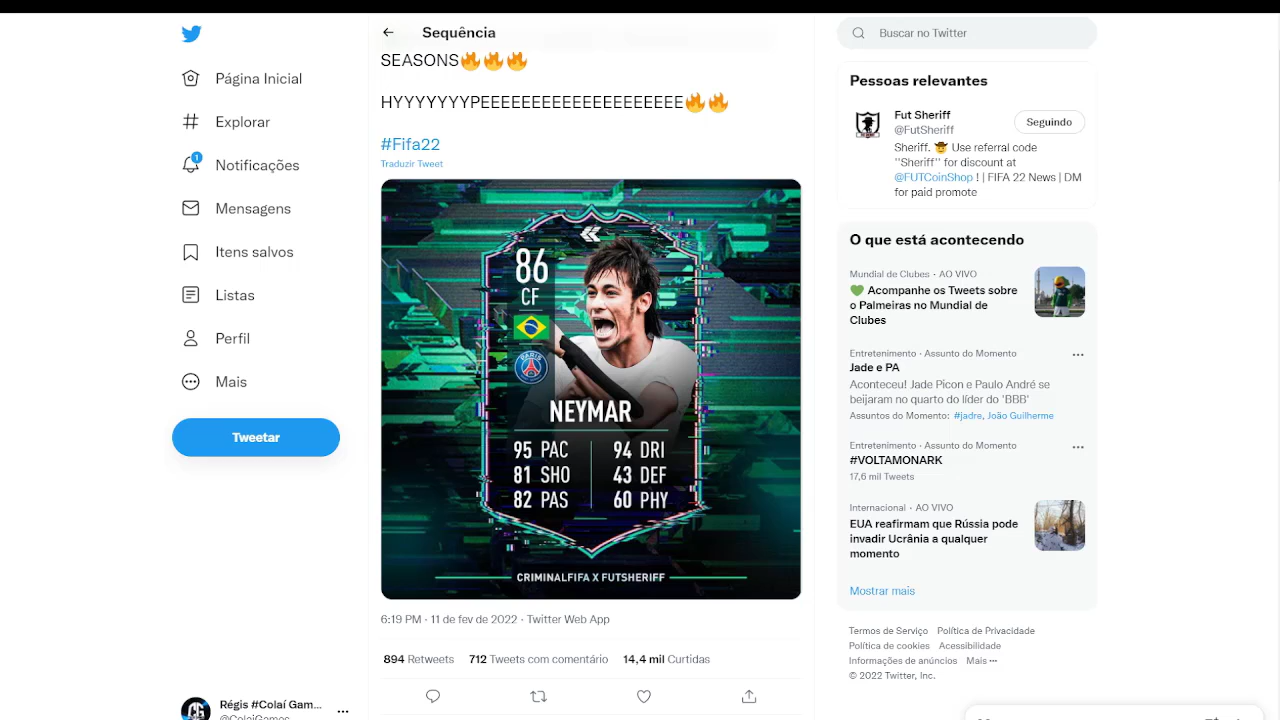 Sequência
SEASONS🔥🔥🔥
HYYYYYYYPEEEEEEEEEEEEEEEEEEEE🔥🔥
#Fifa22
Traduzir Tweet
86
CF
PARIS
NEYMAR
95 PAC
81 SHO
82 PAS
94 DRI
43 DEF
60 PHY
CRIMINALFIFA X FUTSHERIFF
6:19 PM · 11 de fev de 2022 · Twitter Web App
894 Retweets 712 Tweets com comentário 14,4 mil Curtidas
Página Inicial
Explorar
1
Notificações
Mensagens
Itens salvos
Listas
Perfil
Mais
Tweetar
Régis #Colaí Gam...
@ColaiGames
Buscar no Twitter
Pessoas relevantes
Fut Sheriff
@FutSheriff
Seguindo
Sheriff. 🤠 Use referral code
"Sheriff" for discount at
@FUTCoinShop ! | FIFA 22 News | DM
for paid promote
O que está acontecendo
Mundial de Clubes · AO VIVO
💚 Acompanhe os Tweets sobre
o Palmeiras no Mundial de
Clubes
Entretenimento · Assunto do Momento
Jade e PA
Aconteceu! Jade Picon e Paulo André se
beijaram no quarto do líder do 'BBB'
Assuntos do Momento: #jadre, João Guilherme
Entretenimento · Assunto do Momento
#VOLTAMONARK
17,6 mil Tweets
Internacional · AO VIVO
EUA reafirmam que Rússia pode
invadir Ucrânia a qualquer
momento
Mostrar mais
Termos de Serviço Política de Privacidade
Política de cookies Acessibilidade
Informações de anúncios Mais ···
© 2022 Twitter, Inc.